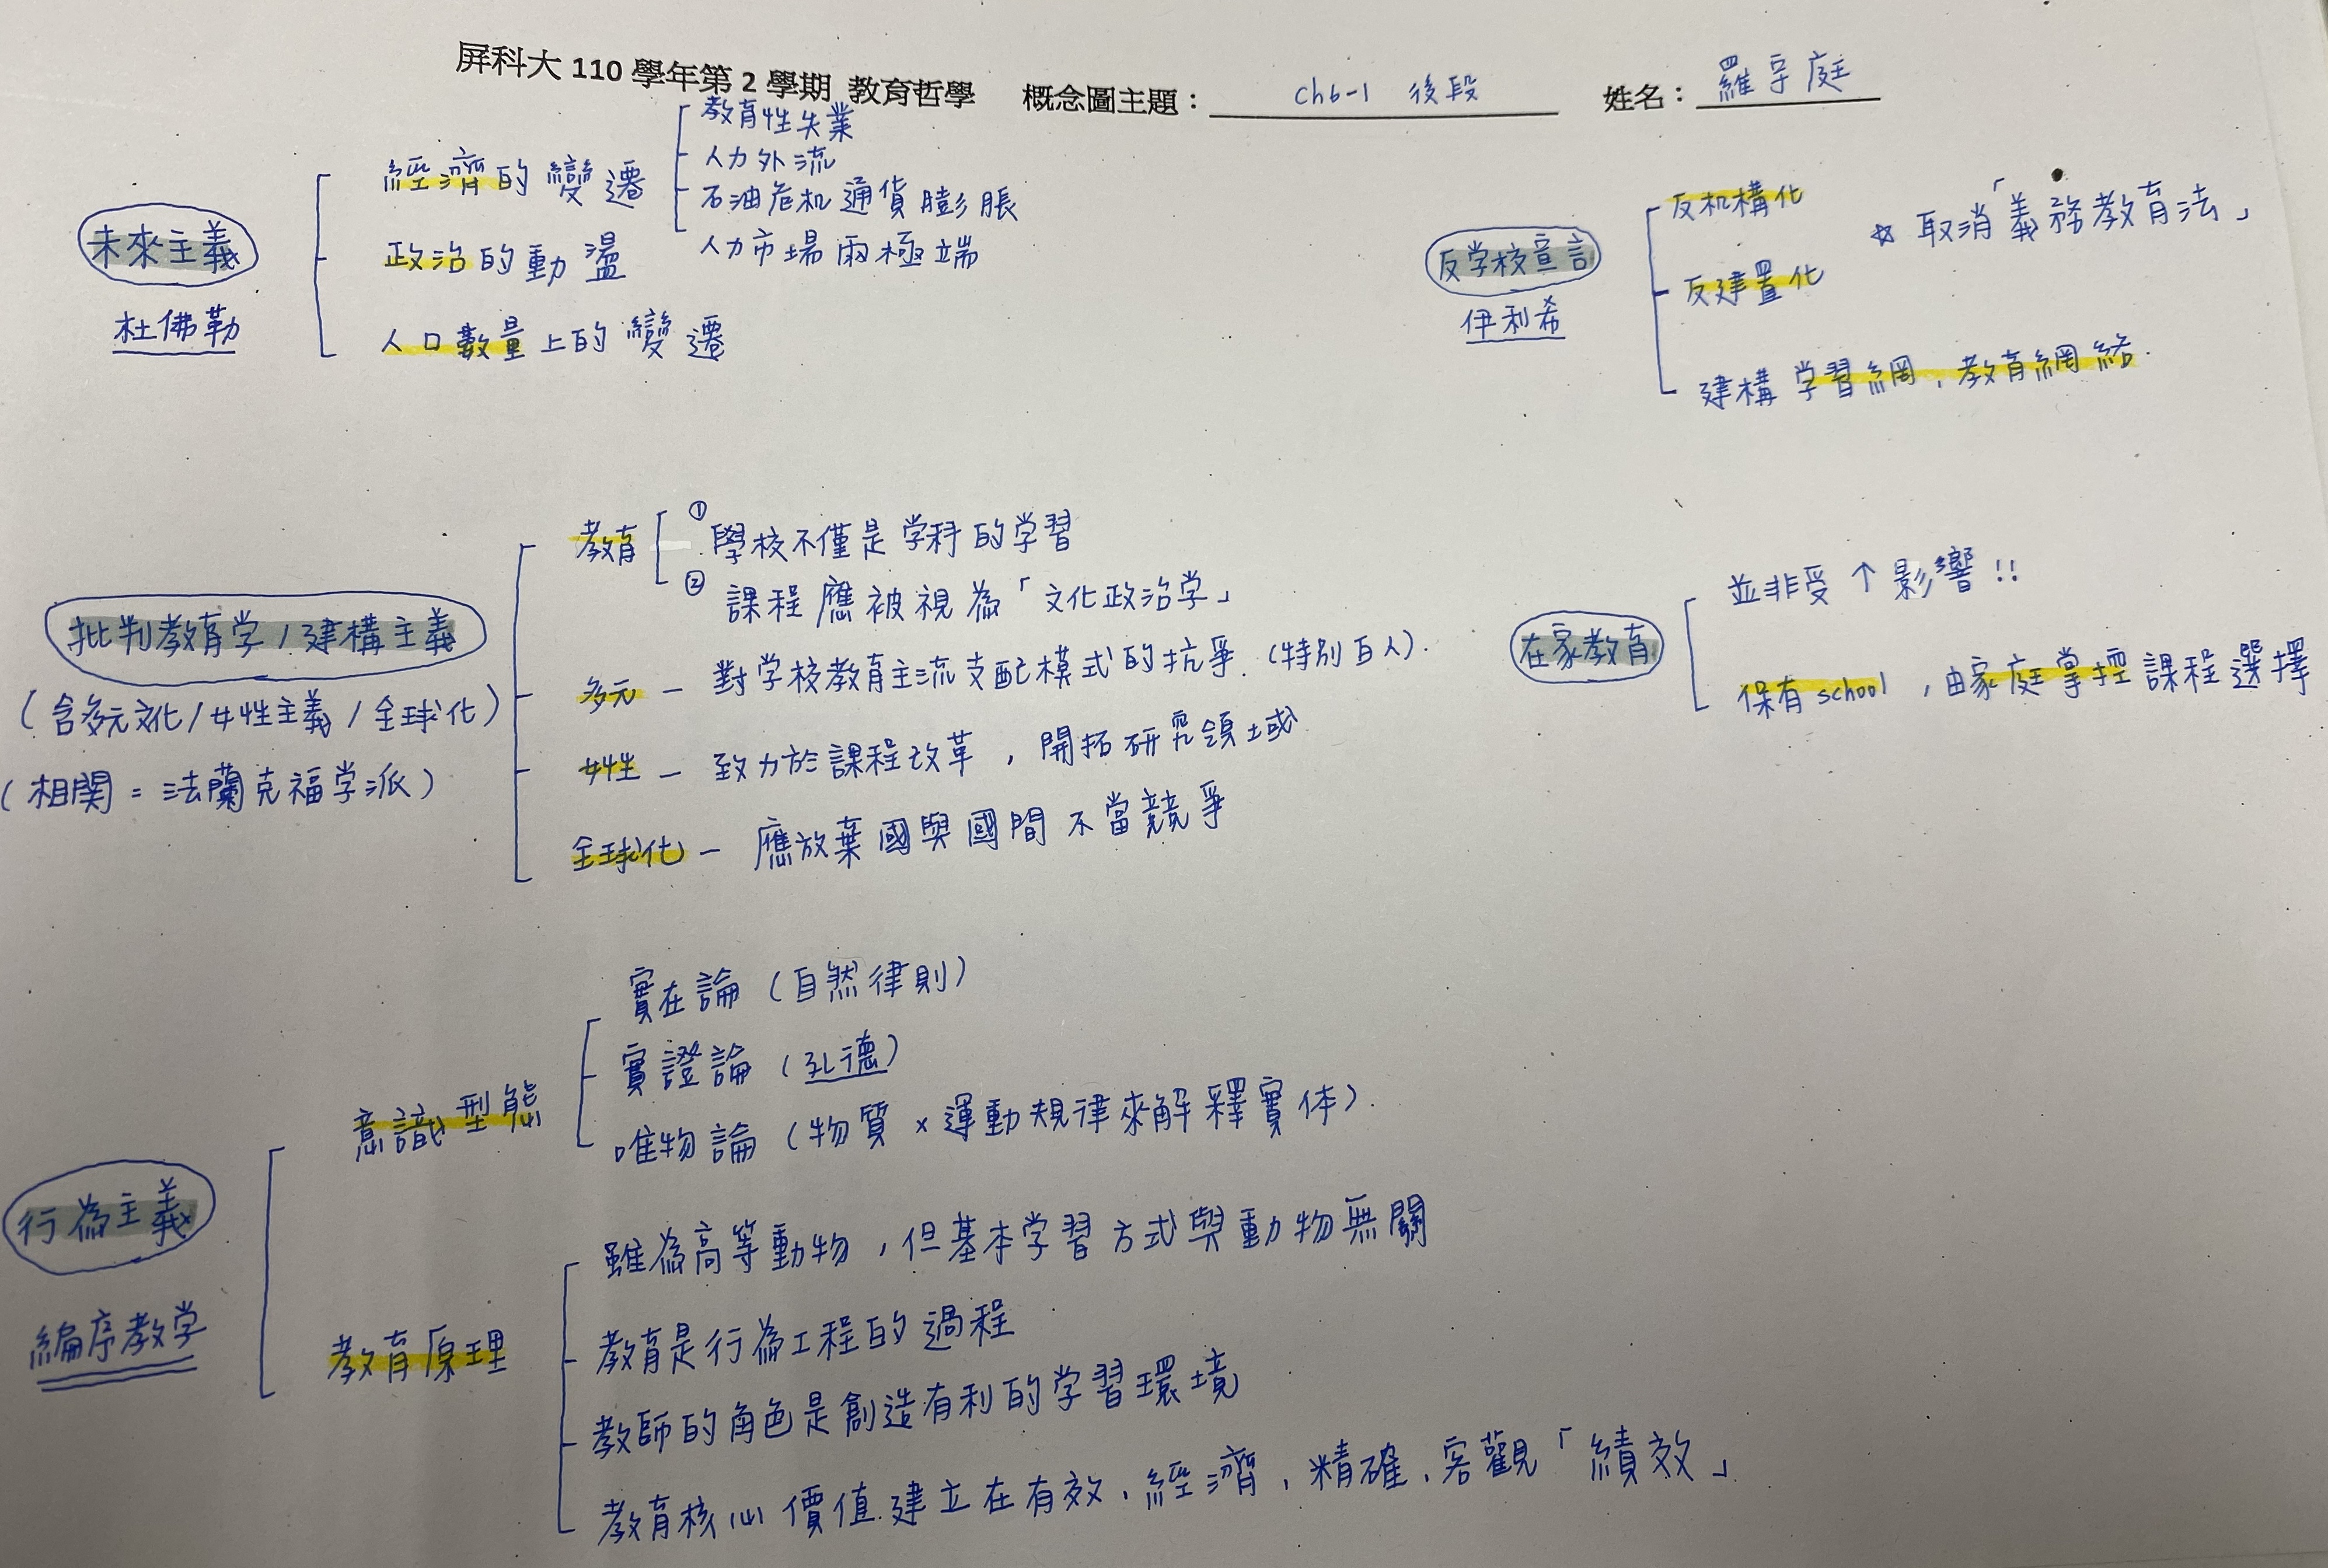 屏科大 110 學年第 2 學期 教育哲學 概念圖主題：ch6-1 後段 姓名：羅孚庭
未來主義
杜佛勒
經濟的變遷
教育性失業
人力外流
石油危机通貨膨脹
人力市場兩極端
政治的動盪
人口數量上的變遷
反学校宣言
伊利希
反机構化
☆ 取消「義務教育法」
反建置化
建構学習網、教育網絡.
批判教育学/建構主義
(含多元文化/女性主義/全球化)
(相関=法蘭克福学派)
教育
① 學校不僅是学科的学習
② 課程應被視為「文化政治学」
多元 — 對学校教育主流支配模式的抗爭.(特別白人).
女性 — 致力於課程改革，開拓研究領域.
全球化 — 應放棄國與國間不當競爭
在家教育
並非受↑影響!!
保有school，由家庭掌控課程選擇
行為主義
編序教学
意識型態
實在論(自然律則)
實證論(孔德)
唯物論(物質×運動規律來解釋實体).
教育原理
雖為高等動物，但基本学習方式與動物無關
教育是行為工程的過程
教師的角色是創造有利的学習環境
教育核心價值建立在有效、經濟，精確、客觀「績效」